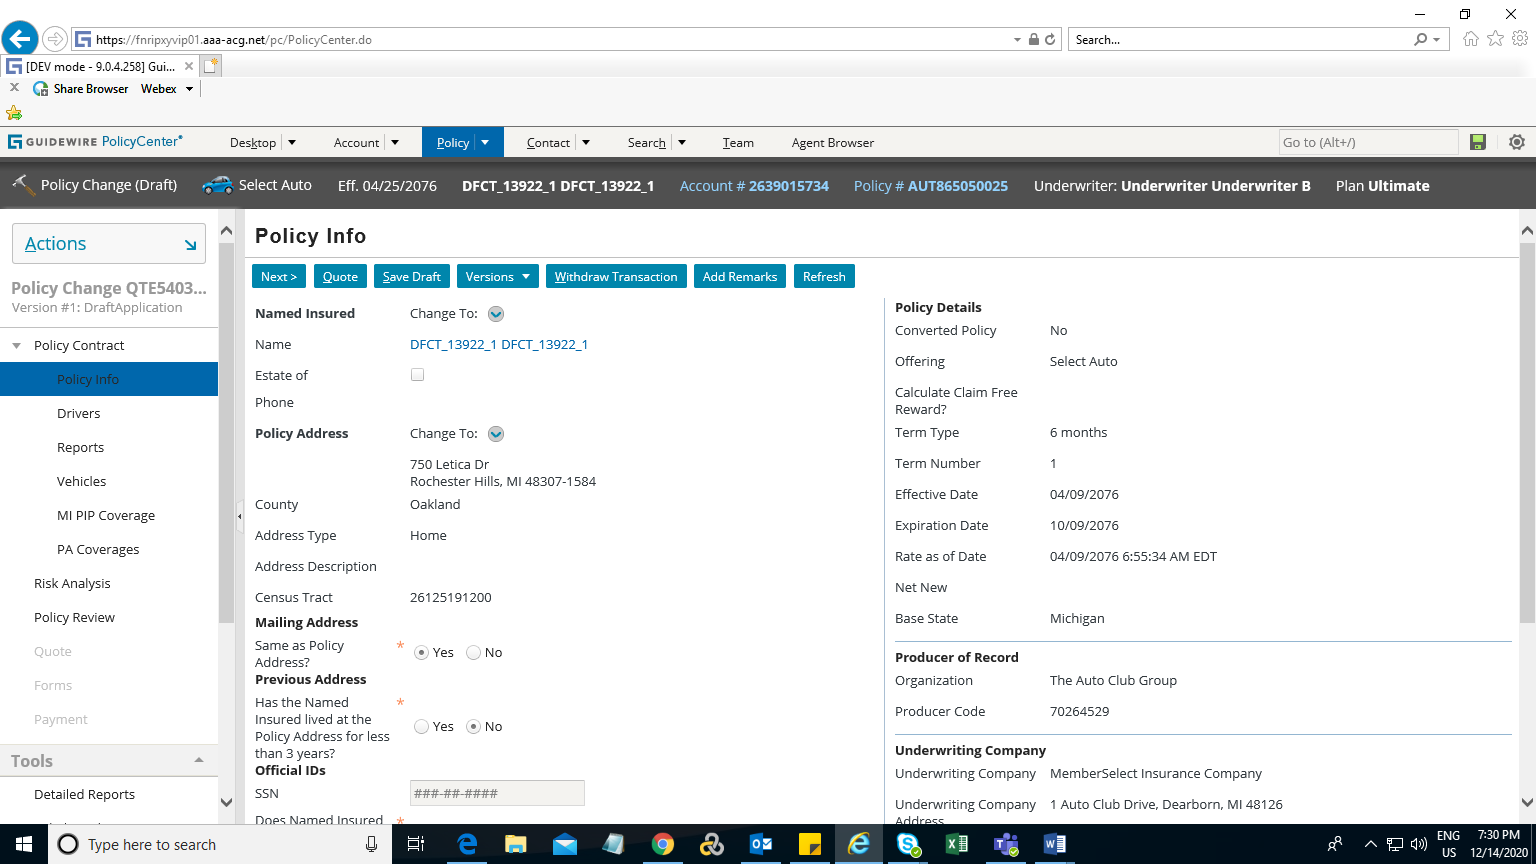 https://fnripxyvip01.aaa-acg.net/pc/PolicyCenter.do
Search...
[DEV mode - 9.0.4.258] Gui...
x Share Browser Webex
GUIDEWIRE PolicyCenter®
Desktop Account Policy Contact Search Team Agent Browser
Go to (Alt+/)
Policy Change (Draft) Select Auto Eff. 04/25/2076 DFCT_13922_1 DFCT_13922_1 Account # 2639015734 Policy # AUT865050025 Underwriter: Underwriter Underwriter B Plan Ultimate
Actions
Policy Change QTE5403...
Version #1: DraftApplication
Policy Contract
Policy Info
Drivers
Reports
Vehicles
MI PIP Coverage
PA Coverages
Risk Analysis
Policy Review
Quote
Forms
Payment
Tools
Detailed Reports
Policy Info
Next > Quote Save Draft Versions Withdraw Transaction Add Remarks Refresh
Named Insured Change To:
Name DFCT_13922_1 DFCT_13922_1
Estate of
Phone
Policy Address Change To:
750 Letica Dr
Rochester Hills, MI 48307-1584
County Oakland
Address Type Home
Address Description
Census Tract 26125191200
Mailing Address
Same as Policy
Address? * Yes No
Previous Address
Has the Named
Insured lived at the
Policy Address for less
than 3 years? * Yes No
Official IDs
SSN ###-##-####
Does Named Insured *
Policy Details
Converted Policy No
Offering Select Auto
Calculate Claim Free
Reward?
Term Type 6 months
Term Number 1
Effective Date 04/09/2076
Expiration Date 10/09/2076
Rate as of Date 04/09/2076 6:55:34 AM EDT
Net New
Base State Michigan
Producer of Record
Organization The Auto Club Group
Producer Code 70264529
Underwriting Company
Underwriting Company MemberSelect Insurance Company
Underwriting Company 1 Auto Club Drive, Dearborn, MI 48126
Address
Type here to search
ENG
US
7:30 PM
12/14/2020